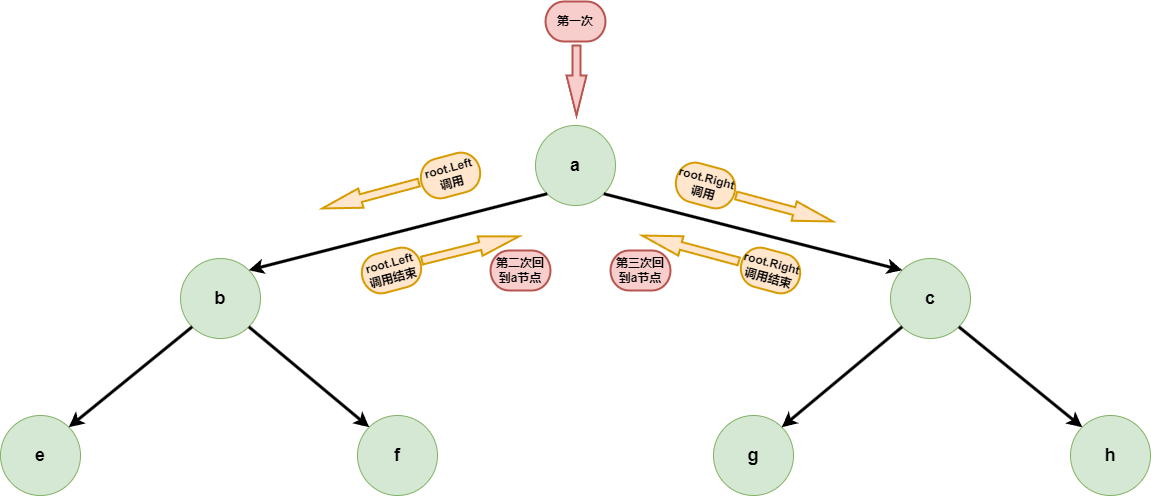 第一次
a
root.Left
调用
root.Right
调用
root.Left
调用结束
第二次回
到a节点
第三次回
到a节点
root.Right
调用结束
b
c
e
f
g
h